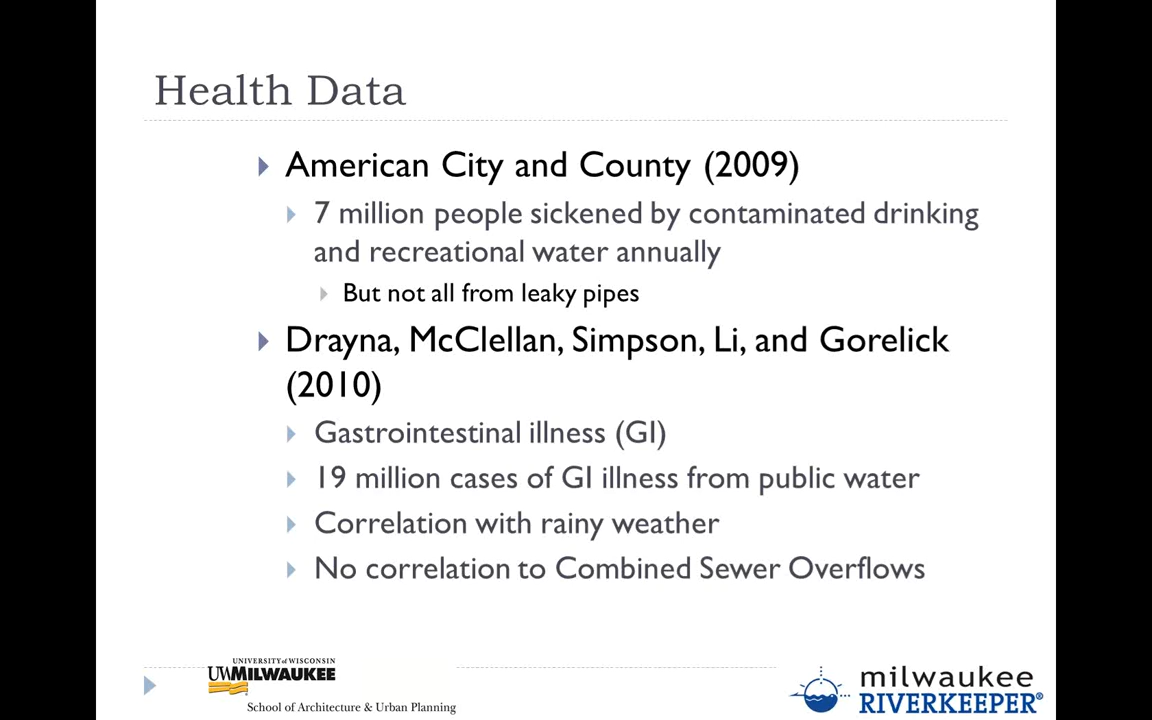 Health Data
American City and County (2009)
7 million people sickened by contaminated drinking
and recreational water annually
But not all from leaky pipes
Drayna, McClellan, Simpson, Li, and Gorelick
(2010)
Gastrointestinal illness (GI)
19 million cases of GI illness from public water
Correlation with rainy weather
No correlation to Combined Sewer Overflows
UNIVERSITY of WISCONSIN
UWMILWAUKEE
School of Architecture & Urban Planning
milwaukee
RIVERKEEPER®